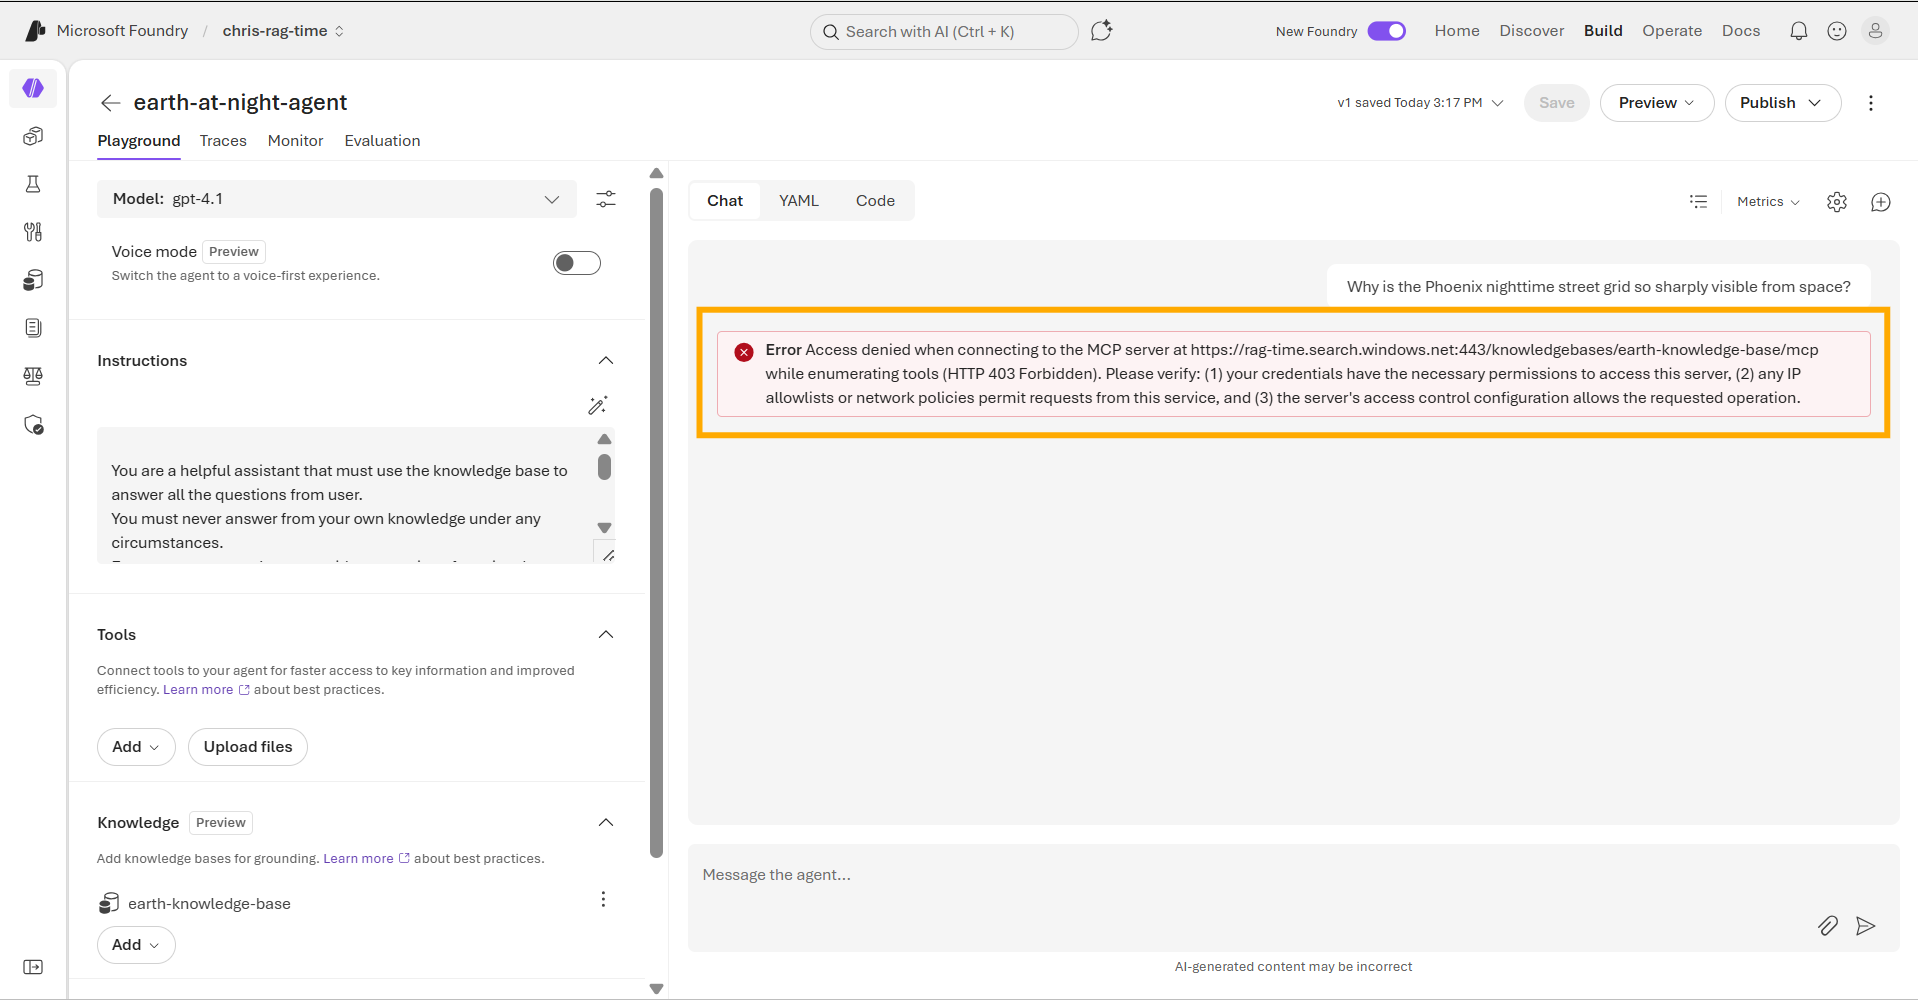 Microsoft Foundry / chris-rag-time
Search with AI (Ctrl + K)
New Foundry
Home Discover Build Operate Docs
earth-at-night-agent
v1 saved Today 3:17 PM
Save
Preview
Publish
Playground Traces Monitor Evaluation
Model: gpt-4.1
Voice mode Preview
Switch the agent to a voice-first experience.
Instructions
You are a helpful assistant that must use the knowledge base to
answer all the questions from user.
You must never answer from your own knowledge under any
circumstances.
Tools
Connect tools to your agent for faster access to key information and improved
efficiency. Learn more about best practices.
Add
Upload files
Knowledge Preview
Add knowledge bases for grounding. Learn more about best practices.
earth-knowledge-base
Add
Chat YAML Code
Metrics
Why is the Phoenix nighttime street grid so sharply visible from space?
Error Access denied when connecting to the MCP server at https://rag-time.search.windows.net:443/knowledgebases/earth-knowledge-base/mcp
while enumerating tools (HTTP 403 Forbidden). Please verify: (1) your credentials have the necessary permissions to access this server, (2) any IP
allowlists or network policies permit requests from this service, and (3) the server's access control configuration allows the requested operation.
Message the agent...
AI-generated content may be incorrect